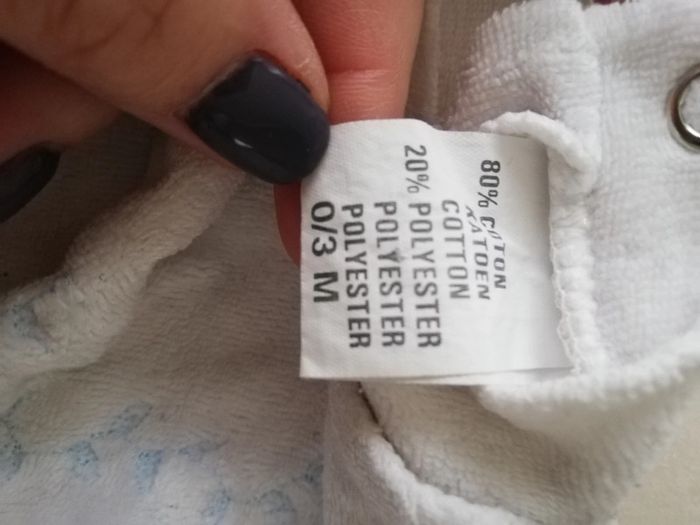 80% COTON
KATOEN
COTTON
20% POLYESTER
POLYESTER
POLYESTER
0/3 M